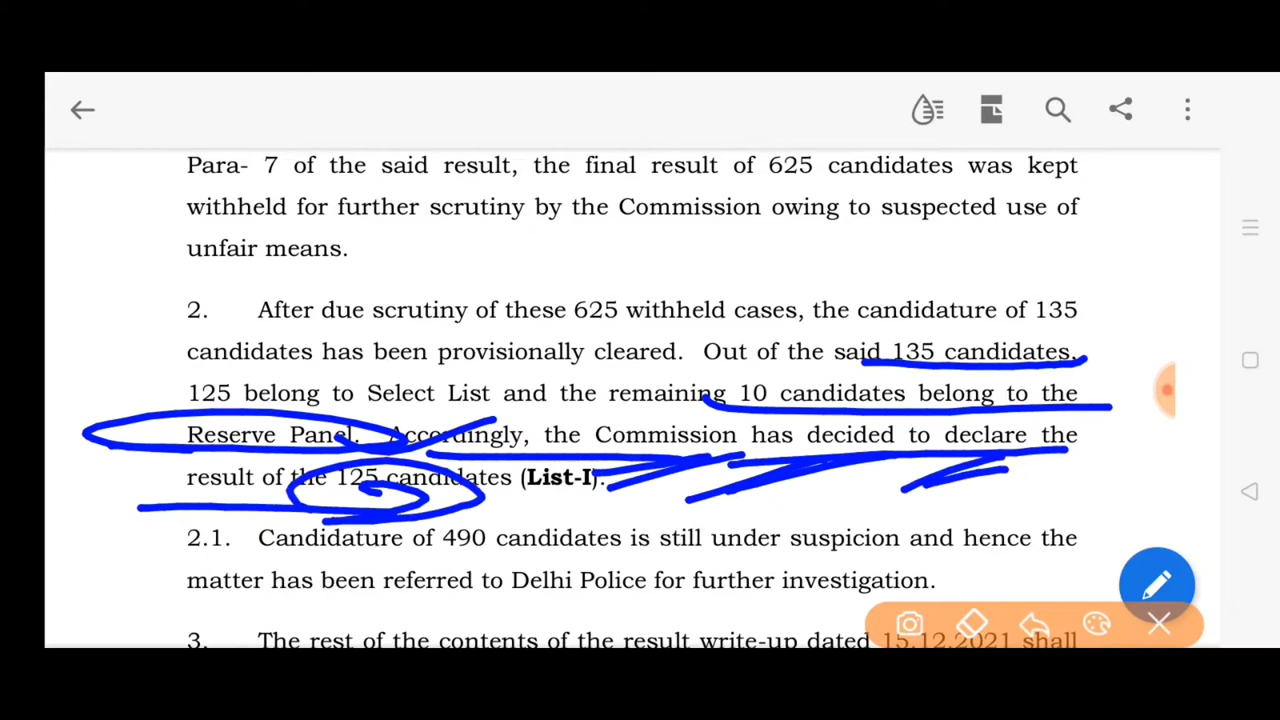 Para- 7 of the said result, the final result of 625 candidates was kept
withheld for further scrutiny by the Commission owing to suspected use of
unfair means.
2. After due scrutiny of these 625 withheld cases, the candidature of 135
candidates has been provisionally cleared. Out of the said 135 candidates,
125 belong to Select List and the remaining 10 candidates belong to the
Reserve Panel. Accordingly, the Commission has decided to declare the
result of the 125 candidates (List-I).
2.1. Candidature of 490 candidates is still under suspicion and hence the
matter has been referred to Delhi Police for further investigation.
3. The rest of the contents of the result write-up dated 15.12.2021 shall